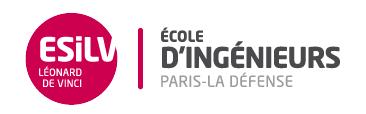 ESiLV
LÉONARD
DE VINCI
ÉCOLE
D'INGÉNIEURS
PARIS-LA DÉFENSE